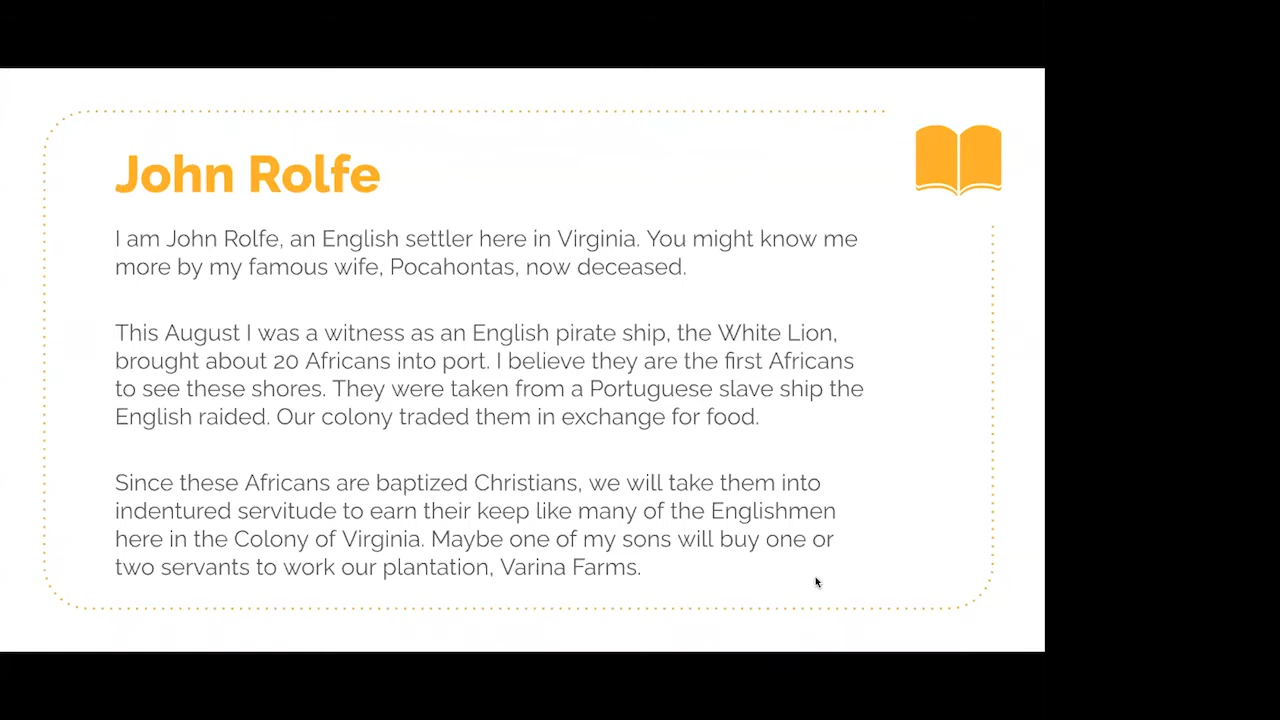 John Rolfe
I am John Rolfe, an English settler here in Virginia. You might know me
more by my famous wife, Pocahontas, now deceased.
This August I was a witness as an English pirate ship, the White Lion,
brought about 20 Africans into port. I believe they are the first Africans
to see these shores. They were taken from a Portuguese slave ship the
English raided. Our colony traded them in exchange for food.
Since these Africans are baptized Christians, we will take them into
indentured servitude to earn their keep like many of the Englishmen
here in the Colony of Virginia. Maybe one of my sons will buy one or
two servants to work our plantation, Varina Farms.